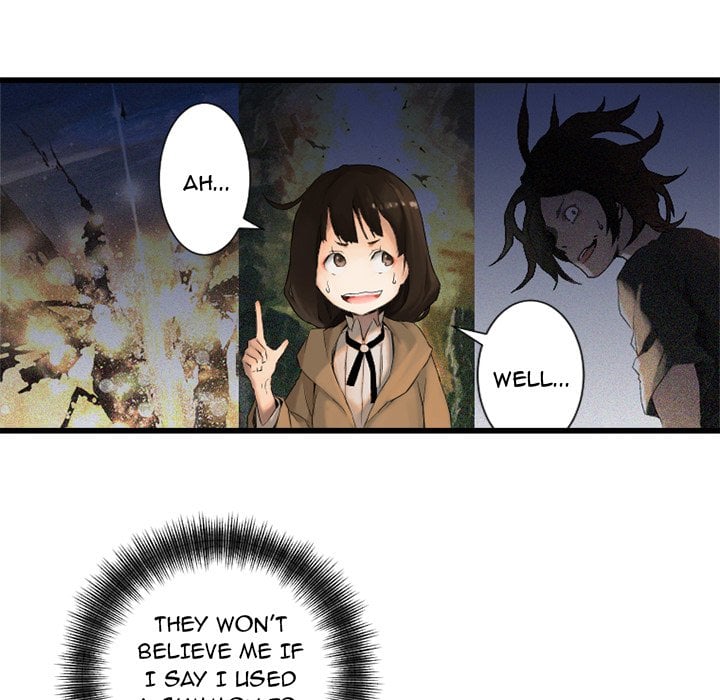 AH...
WELL...
THEY WON'T
BELIEVE ME IF
I SAY I USED